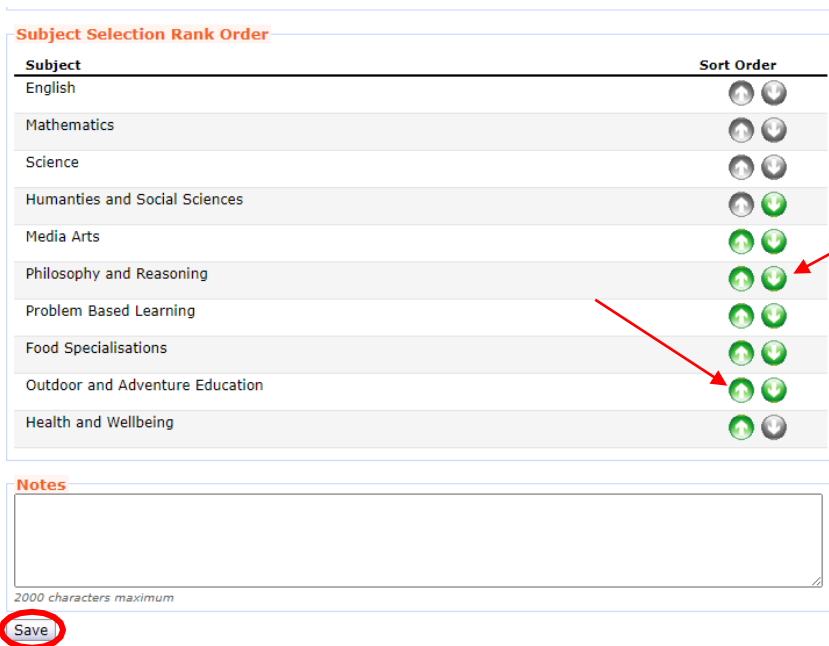 Subject Selection Rank Order
Subject Sort Order
English
Mathematics
Science
Humanties and Social Sciences
Media Arts
Philosophy and Reasoning
Problem Based Learning
Food Specialisations
Outdoor and Adventure Education
Health and Wellbeing
Notes
2000 characters maximum
Save